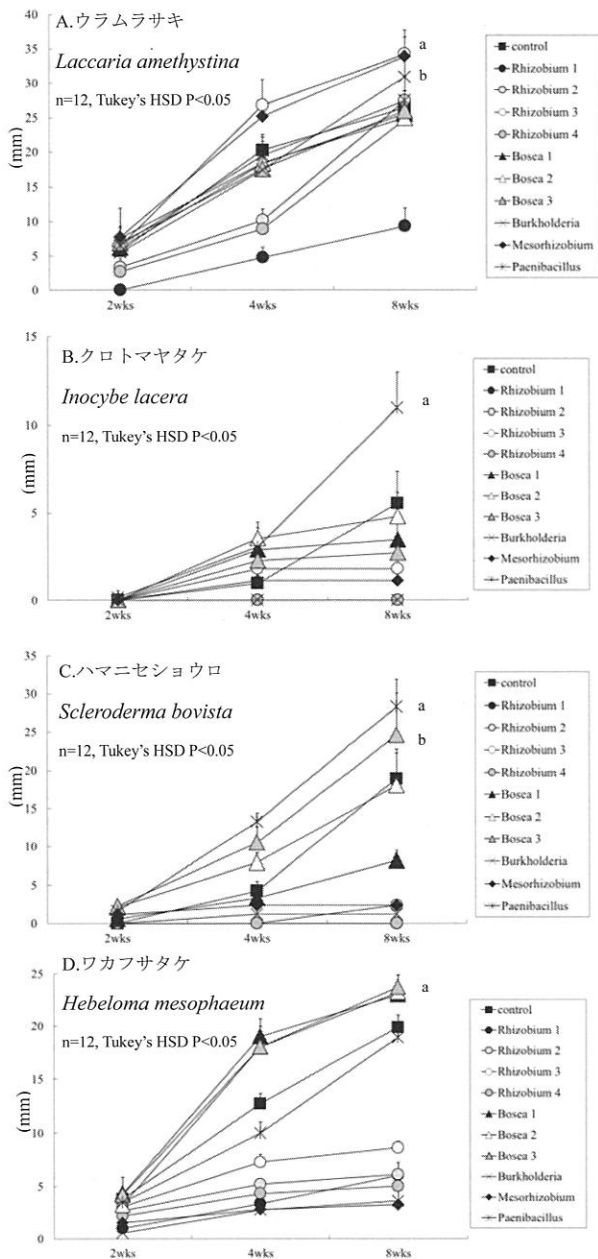 A.ウラムラサキ
Laccaria amethystina
n=12, Tukey's HSD P<0.05
(mm)
40
35
30
25
20
15
10
5
0
2wks
4wks
8wks
a
b
control
Rhizobium 1
Rhizobium 2
Rhizobium 3
Rhizobium 4
Bosea 1
Bosea 2
Bosea 3
Burkholderia
Mesorhizobium
Paenibacillus
B.クロトマヤタケ
Inocybe lacera
n=12, Tukey's HSD P<0.05
(mm)
15
10
5
0
2wks
4wks
8wks
a
control
Rhizobium 1
Rhizobium 2
Rhizobium 3
Rhizobium 4
Bosea 1
Bosea 2
Bosea 3
Burkholderia
Mesorhizobium
Paenibacillus
C.ハマニセショウロ
Scleroderma bovista
n=12, Tukey's HSD P<0.05
(mm)
35
30
25
20
15
10
5
0
2wks
4wks
8wks
a
b
control
Rhizobium 1
Rhizobium 2
Rhizobium 3
Rhizobium 4
Bosea 1
Bosea 2
Bosea 3
Burkholderia
Mesorhizobium
Paenibacillus
D.ワカフサタケ
Hebeloma mesophaeum
n=12, Tukey's HSD P<0.05
(mm)
25
20
15
10
5
0
2wks
4wks
8wks
a
control
Rhizobium 1
Rhizobium 2
Rhizobium 3
Rhizobium 4
Bosea 1
Bosea 2
Bosea 3
Burkholderia
Mesorhizobium
Paenibacillus